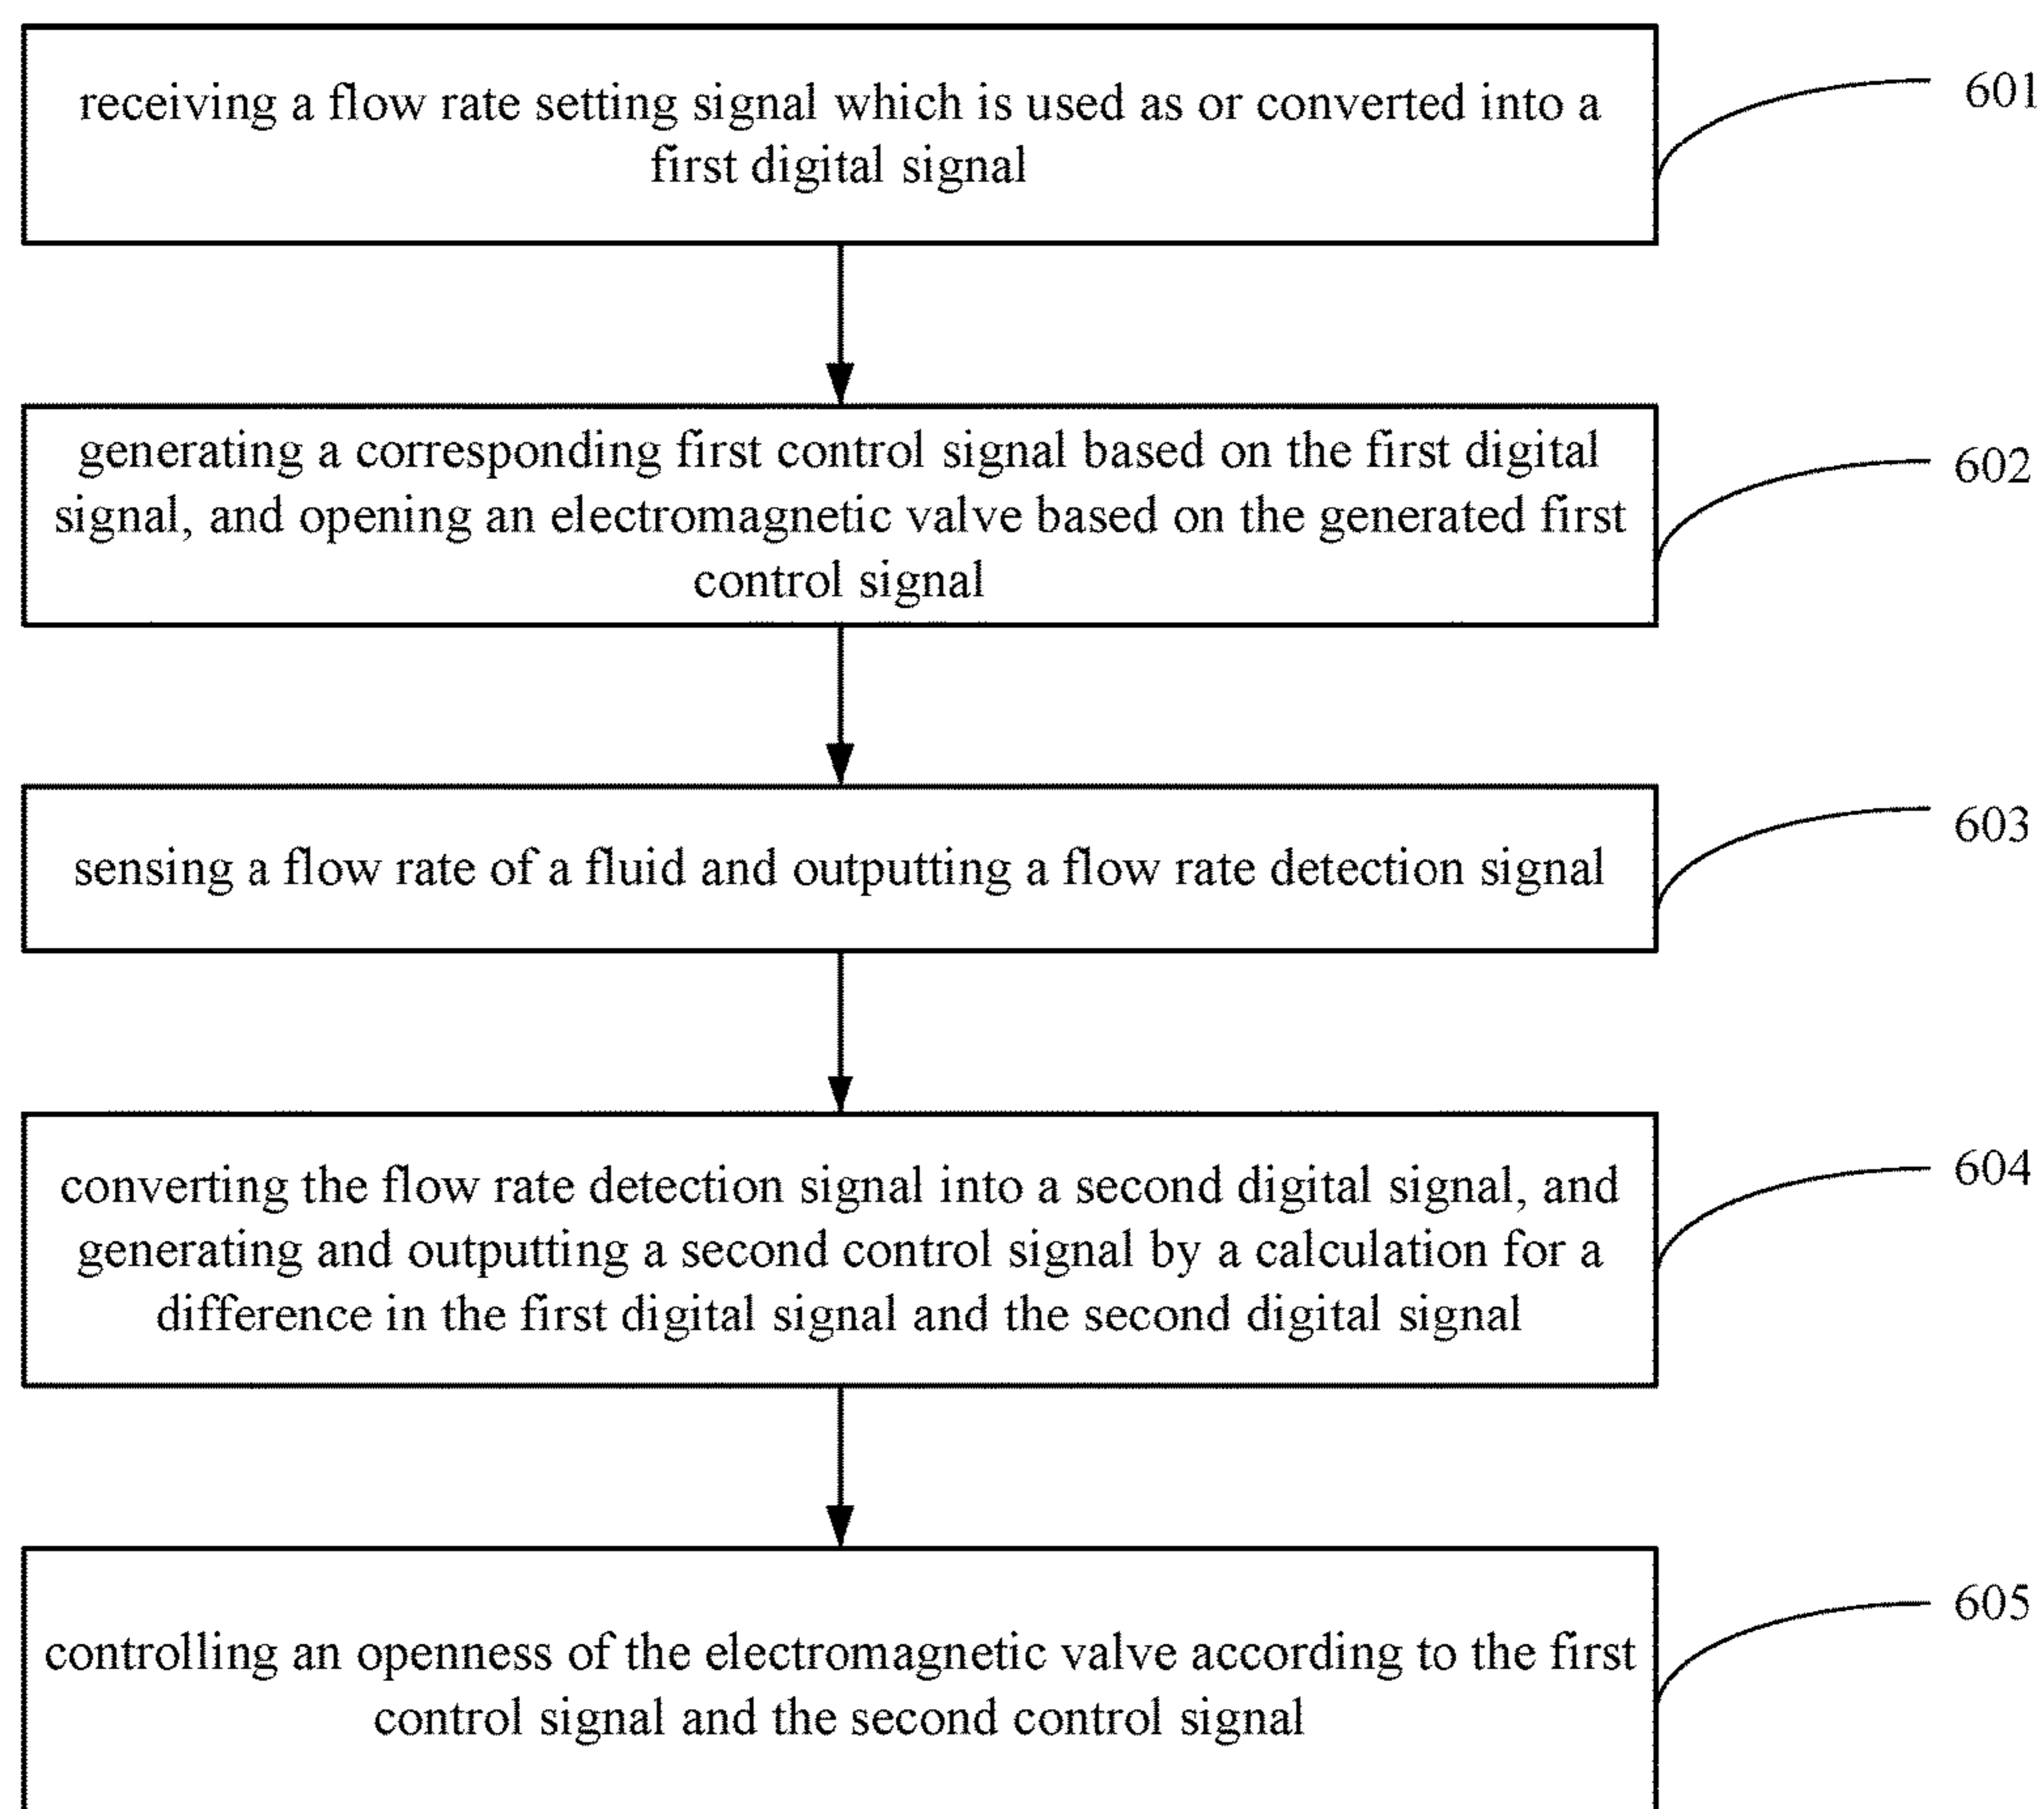 receiving a flow rate setting signal which is used as or converted into a
first digital signal
601
generating a corresponding first control signal based on the first digital
signal, and opening an electromagnetic valve based on the generated first
control signal
602
sensing a flow rate of a fluid and outputting a flow rate detection signal
603
converting the flow rate detection signal into a second digital signal, and
generating and outputting a second control signal by a calculation for a
difference in the first digital signal and the second digital signal
604
controlling an openness of the electromagnetic valve according to the first
control signal and the second control signal
605